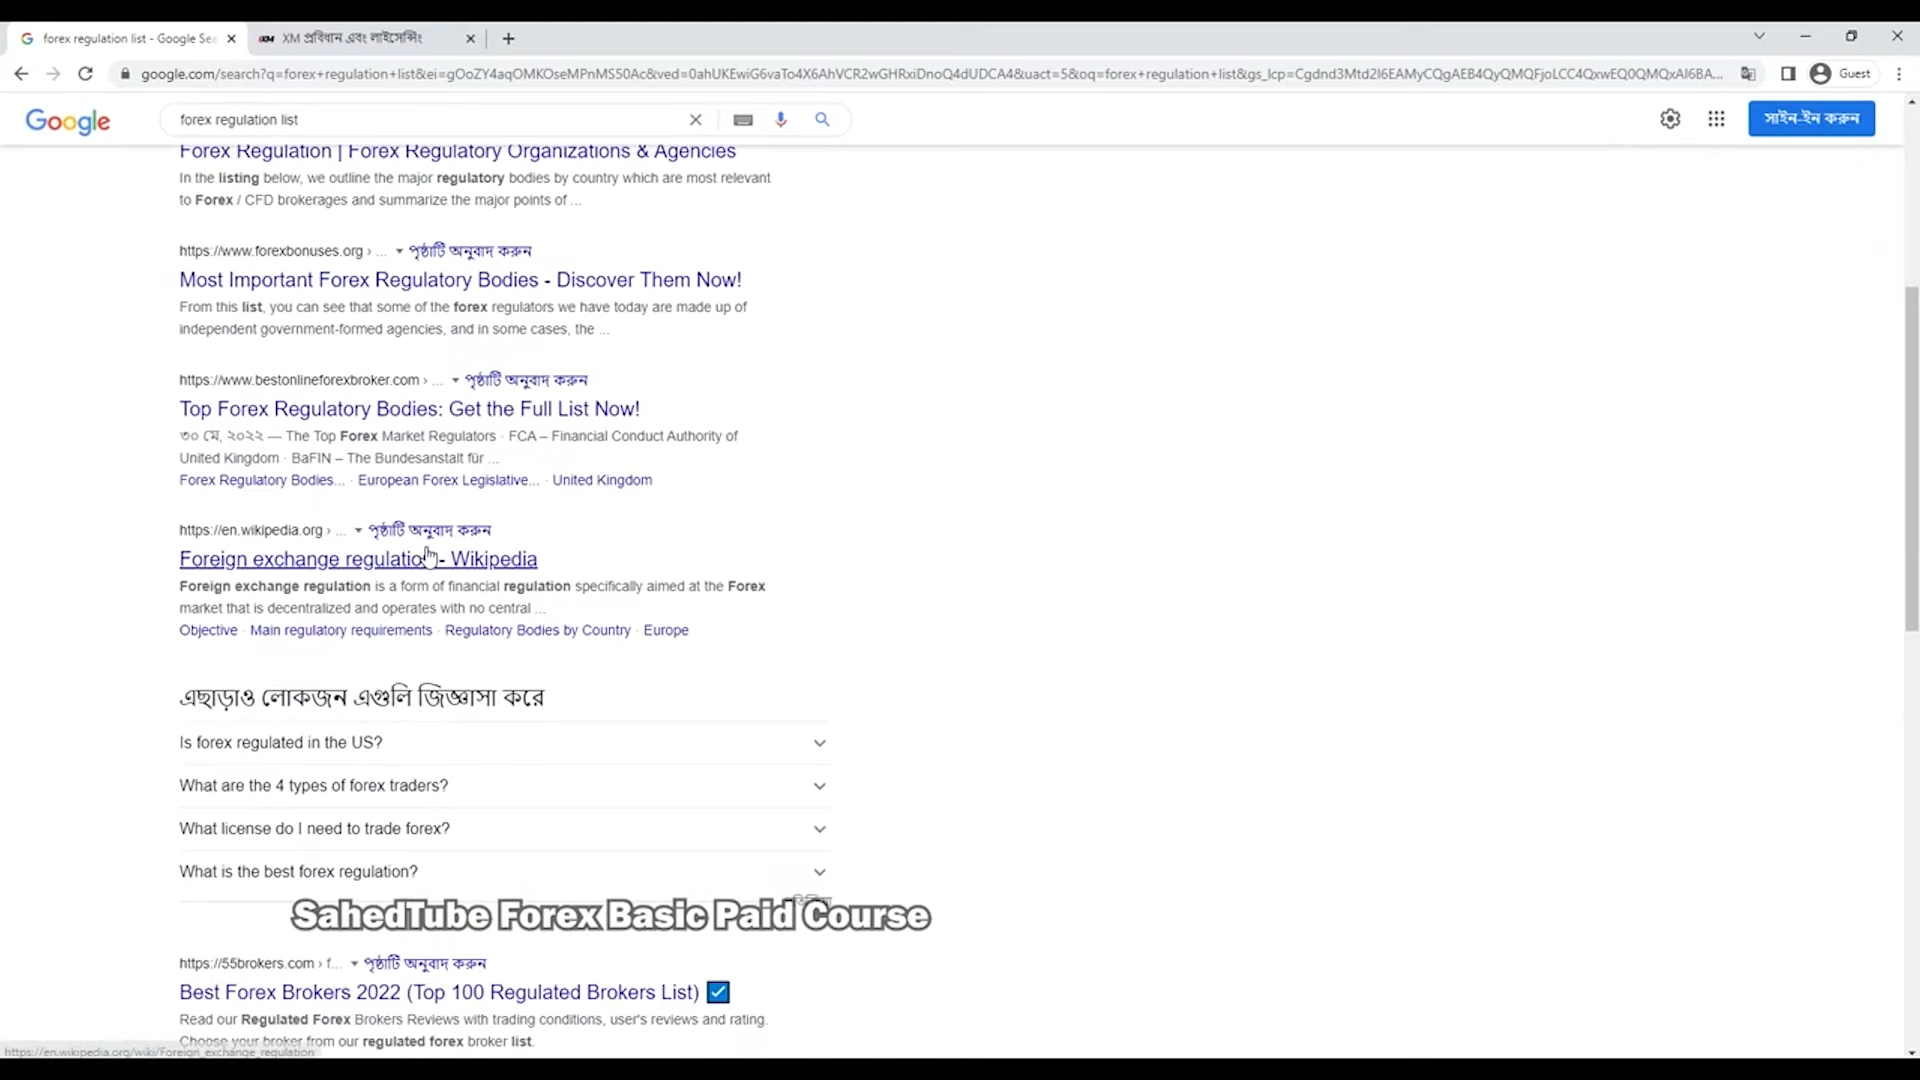 forex regulation list - Google Sea
XM প্রবিধান এবং লাইসেন্সিং
google.com/search?q=forex+regulation+list&ei=gOoZY4aqOMKOseMPnMS50Ac&ved=0ahUKEwiG6vaTo4X6AhVCR2wGHRxiDnoQ4dUDCA4&uact=5&oq=forex+regulation+list&gs_lcp=Cgdnd3Mtd2l6EAMyCQgAEB4QyQMQFjoLCC4QxwEQ0QMQxAI6BA...
Guest
Google
forex regulation list
সাইন-ইন করুন
Forex Regulation | Forex Regulatory Organizations & Agencies
In the listing below, we outline the major regulatory bodies by country which are most relevant
to Forex / CFD brokerages and summarize the major points of ...
https://www.forexbonuses.org › ... পৃষ্ঠাটি অনুবাদ করুন
Most Important Forex Regulatory Bodies - Discover Them Now!
From this list, you can see that some of the forex regulators we have today are made up of
independent government-formed agencies, and in some cases, the ...
https://www.bestonlineforexbroker.com › ... পৃষ্ঠাটি অনুবাদ করুন
Top Forex Regulatory Bodies: Get the Full List Now!
৩০ মে, ২০২২ — The Top Forex Market Regulators · FCA – Financial Conduct Authority of
United Kingdom · BaFIN – The Bundesanstalt für ...
Forex Regulatory Bodies... · European Forex Legislative... · United Kingdom
https://en.wikipedia.org › ... পৃষ্ঠাটি অনুবাদ করুন
Foreign exchange regulation - Wikipedia
Foreign exchange regulation is a form of financial regulation specifically aimed at the Forex
market that is decentralized and operates with no central ...
Objective · Main regulatory requirements · Regulatory Bodies by Country · Europe
এছাড়াও লোকজন এগুলি জিজ্ঞাসা করে
Is forex regulated in the US?
What are the 4 types of forex traders?
What license do I need to trade forex?
What is the best forex regulation?
SahedTube Forex Basic Paid Course
https://55brokers.com › f... পৃষ্ঠাটি অনুবাদ করুন
Best Forex Brokers 2022 (Top 100 Regulated Brokers List)
Read our Regulated Forex Brokers Reviews with trading conditions, user's reviews and rating.
Choose your broker from our regulated forex broker list.
https://en.wikipedia.org/wiki/Foreign_exchange_regulation